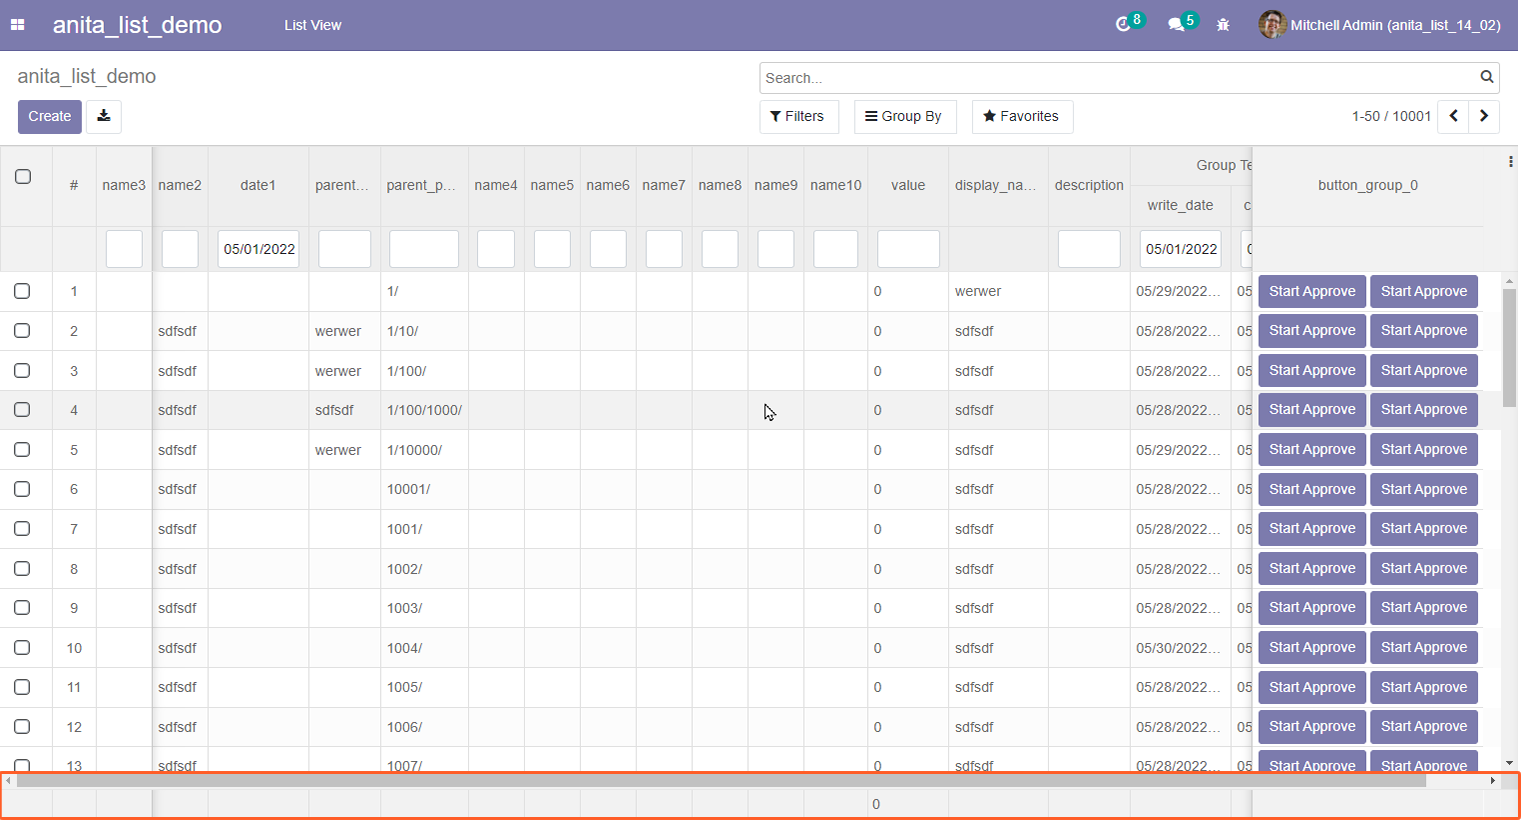 anita_list_demo List View 8 5 Mitchell Admin (anita_list_14_02)
anita_list_demo Search...
Create Filters Group By Favorites 1-50 / 10001
Group Te
# name3 name2 date1 parent... parent_p... name4 name5 name6 name7 name8 name9 name10 value display_na... description button_group_0
write_date c
05/01/2022 05/01/2022 0
1 1/ 0 werwer 05/29/2022... 05 Start Approve Start Approve
2 sdfsdf werwer 1/10/ 0 sdfsdf 05/28/2022... 05 Start Approve Start Approve
3 sdfsdf werwer 1/100/ 0 sdfsdf 05/28/2022... 05 Start Approve Start Approve
4 sdfsdf sdfsdf 1/100/1000/ 0 sdfsdf 05/28/2022... 05 Start Approve Start Approve
5 sdfsdf werwer 1/10000/ 0 sdfsdf 05/29/2022... 05 Start Approve Start Approve
6 sdfsdf 10001/ 0 sdfsdf 05/28/2022... 05 Start Approve Start Approve
7 sdfsdf 1001/ 0 sdfsdf 05/28/2022... 05 Start Approve Start Approve
8 sdfsdf 1002/ 0 sdfsdf 05/28/2022... 05 Start Approve Start Approve
9 sdfsdf 1003/ 0 sdfsdf 05/28/2022... 05 Start Approve Start Approve
10 sdfsdf 1004/ 0 sdfsdf 05/30/2022... 05 Start Approve Start Approve
11 sdfsdf 1005/ 0 sdfsdf 05/28/2022... 05 Start Approve Start Approve
12 sdfsdf 1006/ 0 sdfsdf 05/28/2022... 05 Start Approve Start Approve
13 sdfsdf 1007/ 0 sdfsdf 05/28/2022... 05 Start Approve Start Approve
0